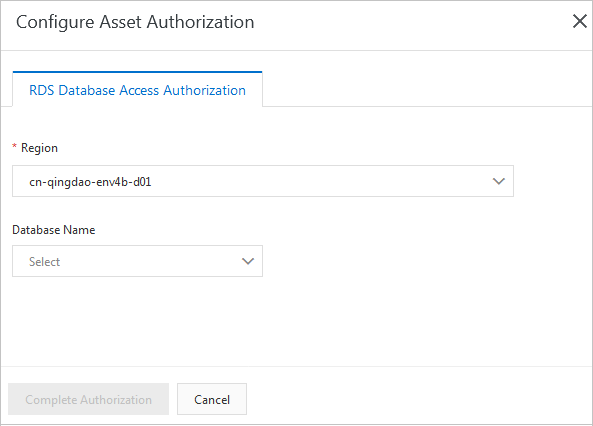 Configure Asset Authorization
RDS Database Access Authorization
* Region
cn-qingdao-env4b-d01
Database Name
Select
Complete Authorization
Cancel